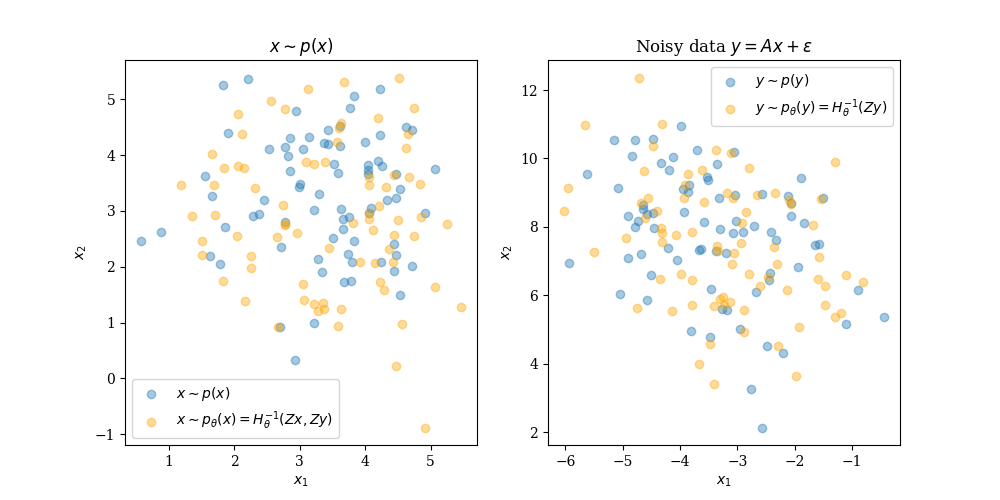 x ∼ p(x)
5
4
3
2
1
0
−1
x₂
1
2
3
4
5
x₁
x ∼ p(x)
x ∼ p_θ(x) = H_θ^{−1}(Zx, Zy)
Noisy data y = Ax + ε
12
10
8
6
4
2
x₂
−6
−5
−4
−3
−2
−1
x₁
y ∼ p(y)
y ∼ p_θ(y) = H_θ^{−1}(Zy)